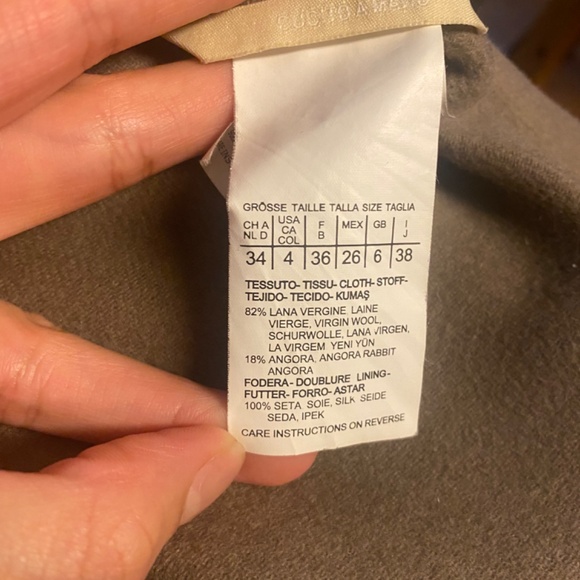 CUCITO A MANO
GRÖSSE TAILLE TALLA SIZE TAGLIA
CH A NL D | USA CA COL | F B | MEX | GB | I J
34 | 4 | 36 | 26 | 6 | 38
TESSUTO- TISSU- CLOTH- STOFF-
TEJIDO- TECIDO- KUMAŞ
82% LANA VERGINE, LAINE
VIERGE, VIRGIN WOOL,
SCHURWOLLE, LANA VIRGEN,
LA VIRGEM YENİ YÜN
18% ANGORA, ANGORA RABBIT
ANGORA
FODERA- DOUBLURE LINING-
FUTTER- FORRO- ASTAR
100% SETA SOIE, SILK SEIDE
SEDA, IPEK
CARE INSTRUCTIONS ON REVERSE